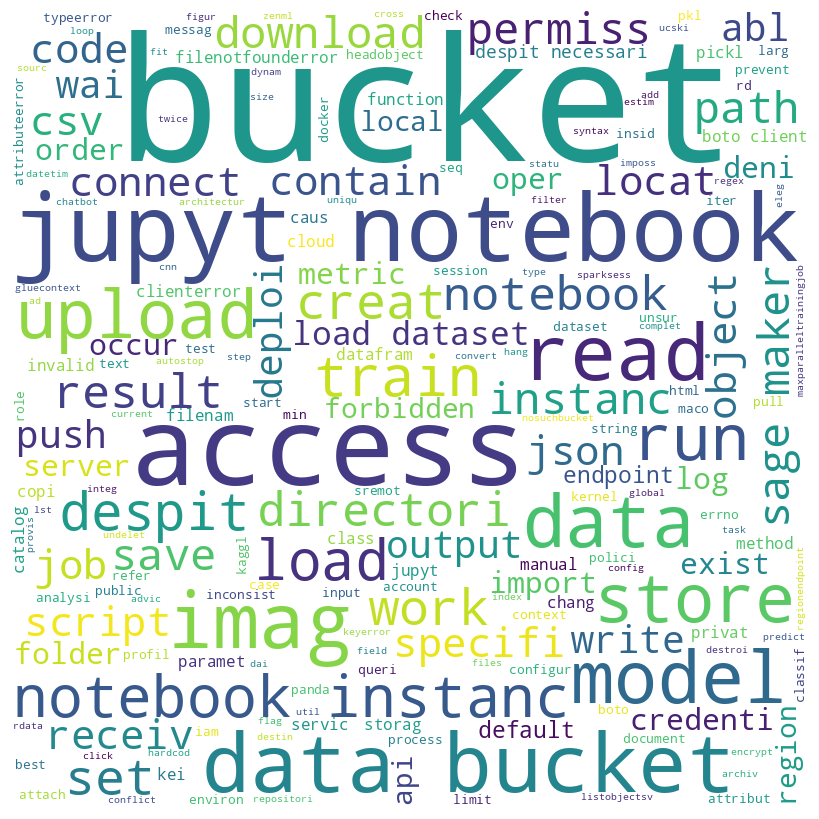 typeerror
figur
zenml
cross
check
pkl
loop
messag
download
permiss
ucski
abl
code
fit
filenotfounderror
headobject
despit necessari
pickl
larg
sourc
wai
dynam
bucket
add
prevent
attributeerror
size
function
estim
rd
path
csv
twice
docker
local
syntax
insid
boto client
order
seq
statu
imposs
deni
datetim
connect
contain
oper
locat
regex
chatbot
architectur
uniqu
env
filter
iter
eleg
jupyt notebook
caus
cloud
gluecontext
cnn
metric
session
type
sparksess
ad
clienterror
deploi
creat
notebook
unsur
object
maker
maxparalleltrainingjob
upload
load dataset
dataset
complet
occur
test
datafram
convert
hang
read
invalid
text
autostop
step
train
html
pull
role
result
forbidden
instanc
nosuchbucket
maco
current
filenam
start
min
string
push
access
json
run
sage
server
endpoint
log
copi
integ
sremot
kernel
global
errno
catalog
provis
lst
despit
directori
data
task
undelet
class
output
method
job
save
kaggl
load
jupyt
manual
polici
config
exist
refer
import
regionendpoint
analysi
public
advic
inconsist
case
input
account
index
context
chang
store
script
imag
keyerror
work
specifi
write
privat
filter
predict
folder
profil
paramet
dai
field
queri
files
configur
destroi
classif
notebook instanc
panda
model
boto
rdata
util
receiv
iam
flag
servic
storag
default
credenti
region
best
click
hardcod
destin
process
document
encrypt
set
kei
data bucket
api
archiv
attach
conflict
environ
repositori
limit
listobjectsv
attribut